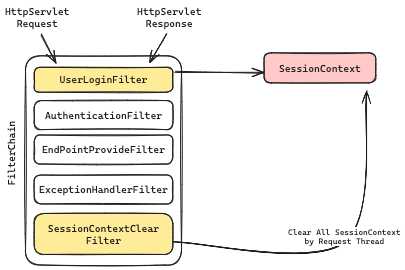 HttpServlet
Request
HttpServlet
Response
FilterChain
UserLoginFilter
AuthenticationFilter
EndPointProvideFilter
ExceptionHandlerFilter
SessionContextClear
Filter
SessionContext
Clear All SessionContext
by Request Thread